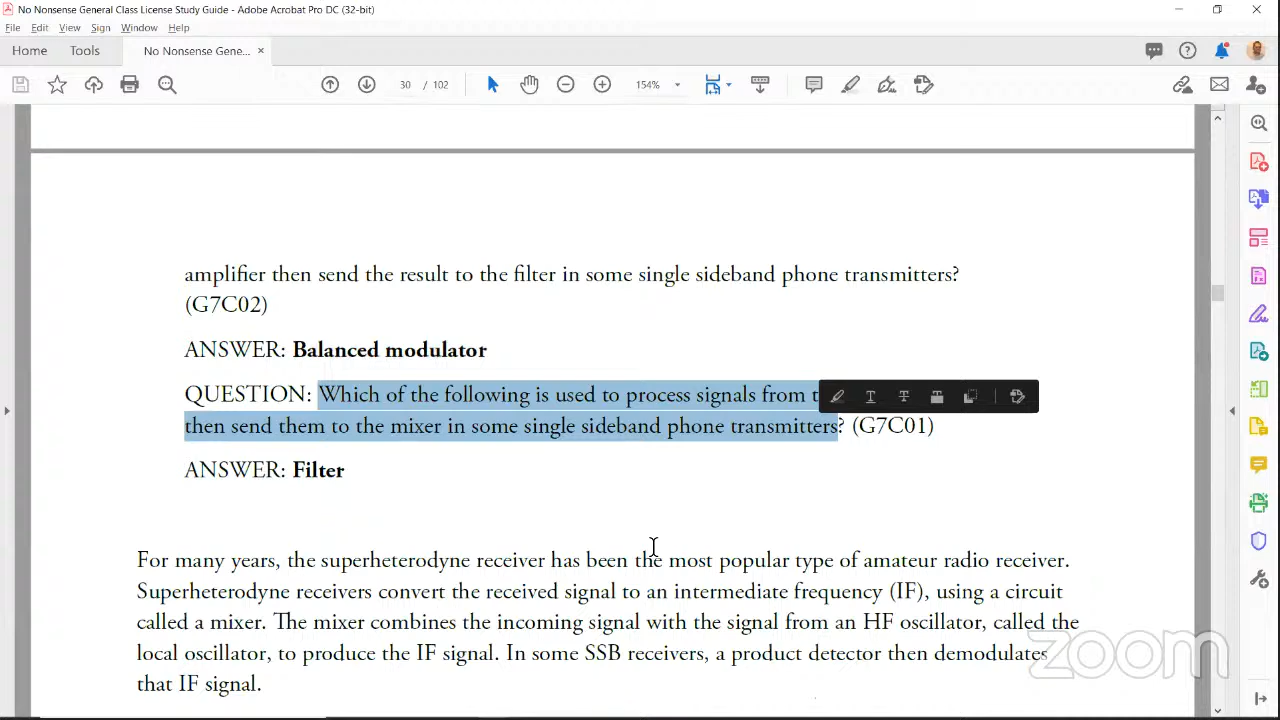 No Nonsense General Class License Study Guide - Adobe Acrobat Pro DC (32-bit)
File Edit View Sign Window Help
Home Tools No Nonsense Gene... ×
30 / 102 154%
amplifier then send the result to the filter in some single sideband phone transmitters?
(G7C02)
ANSWER: Balanced modulator
QUESTION: Which of the following is used to process signals from t
then send them to the mixer in some single sideband phone transmitters? (G7C01)
ANSWER: Filter
For many years, the superheterodyne receiver has been the most popular type of amateur radio receiver.
Superheterodyne receivers convert the received signal to an intermediate frequency (IF), using a circuit
called a mixer. The mixer combines the incoming signal with the signal from an HF oscillator, called the
local oscillator, to produce the IF signal. In some SSB receivers, a product detector then demodulates
that IF signal.
zoom